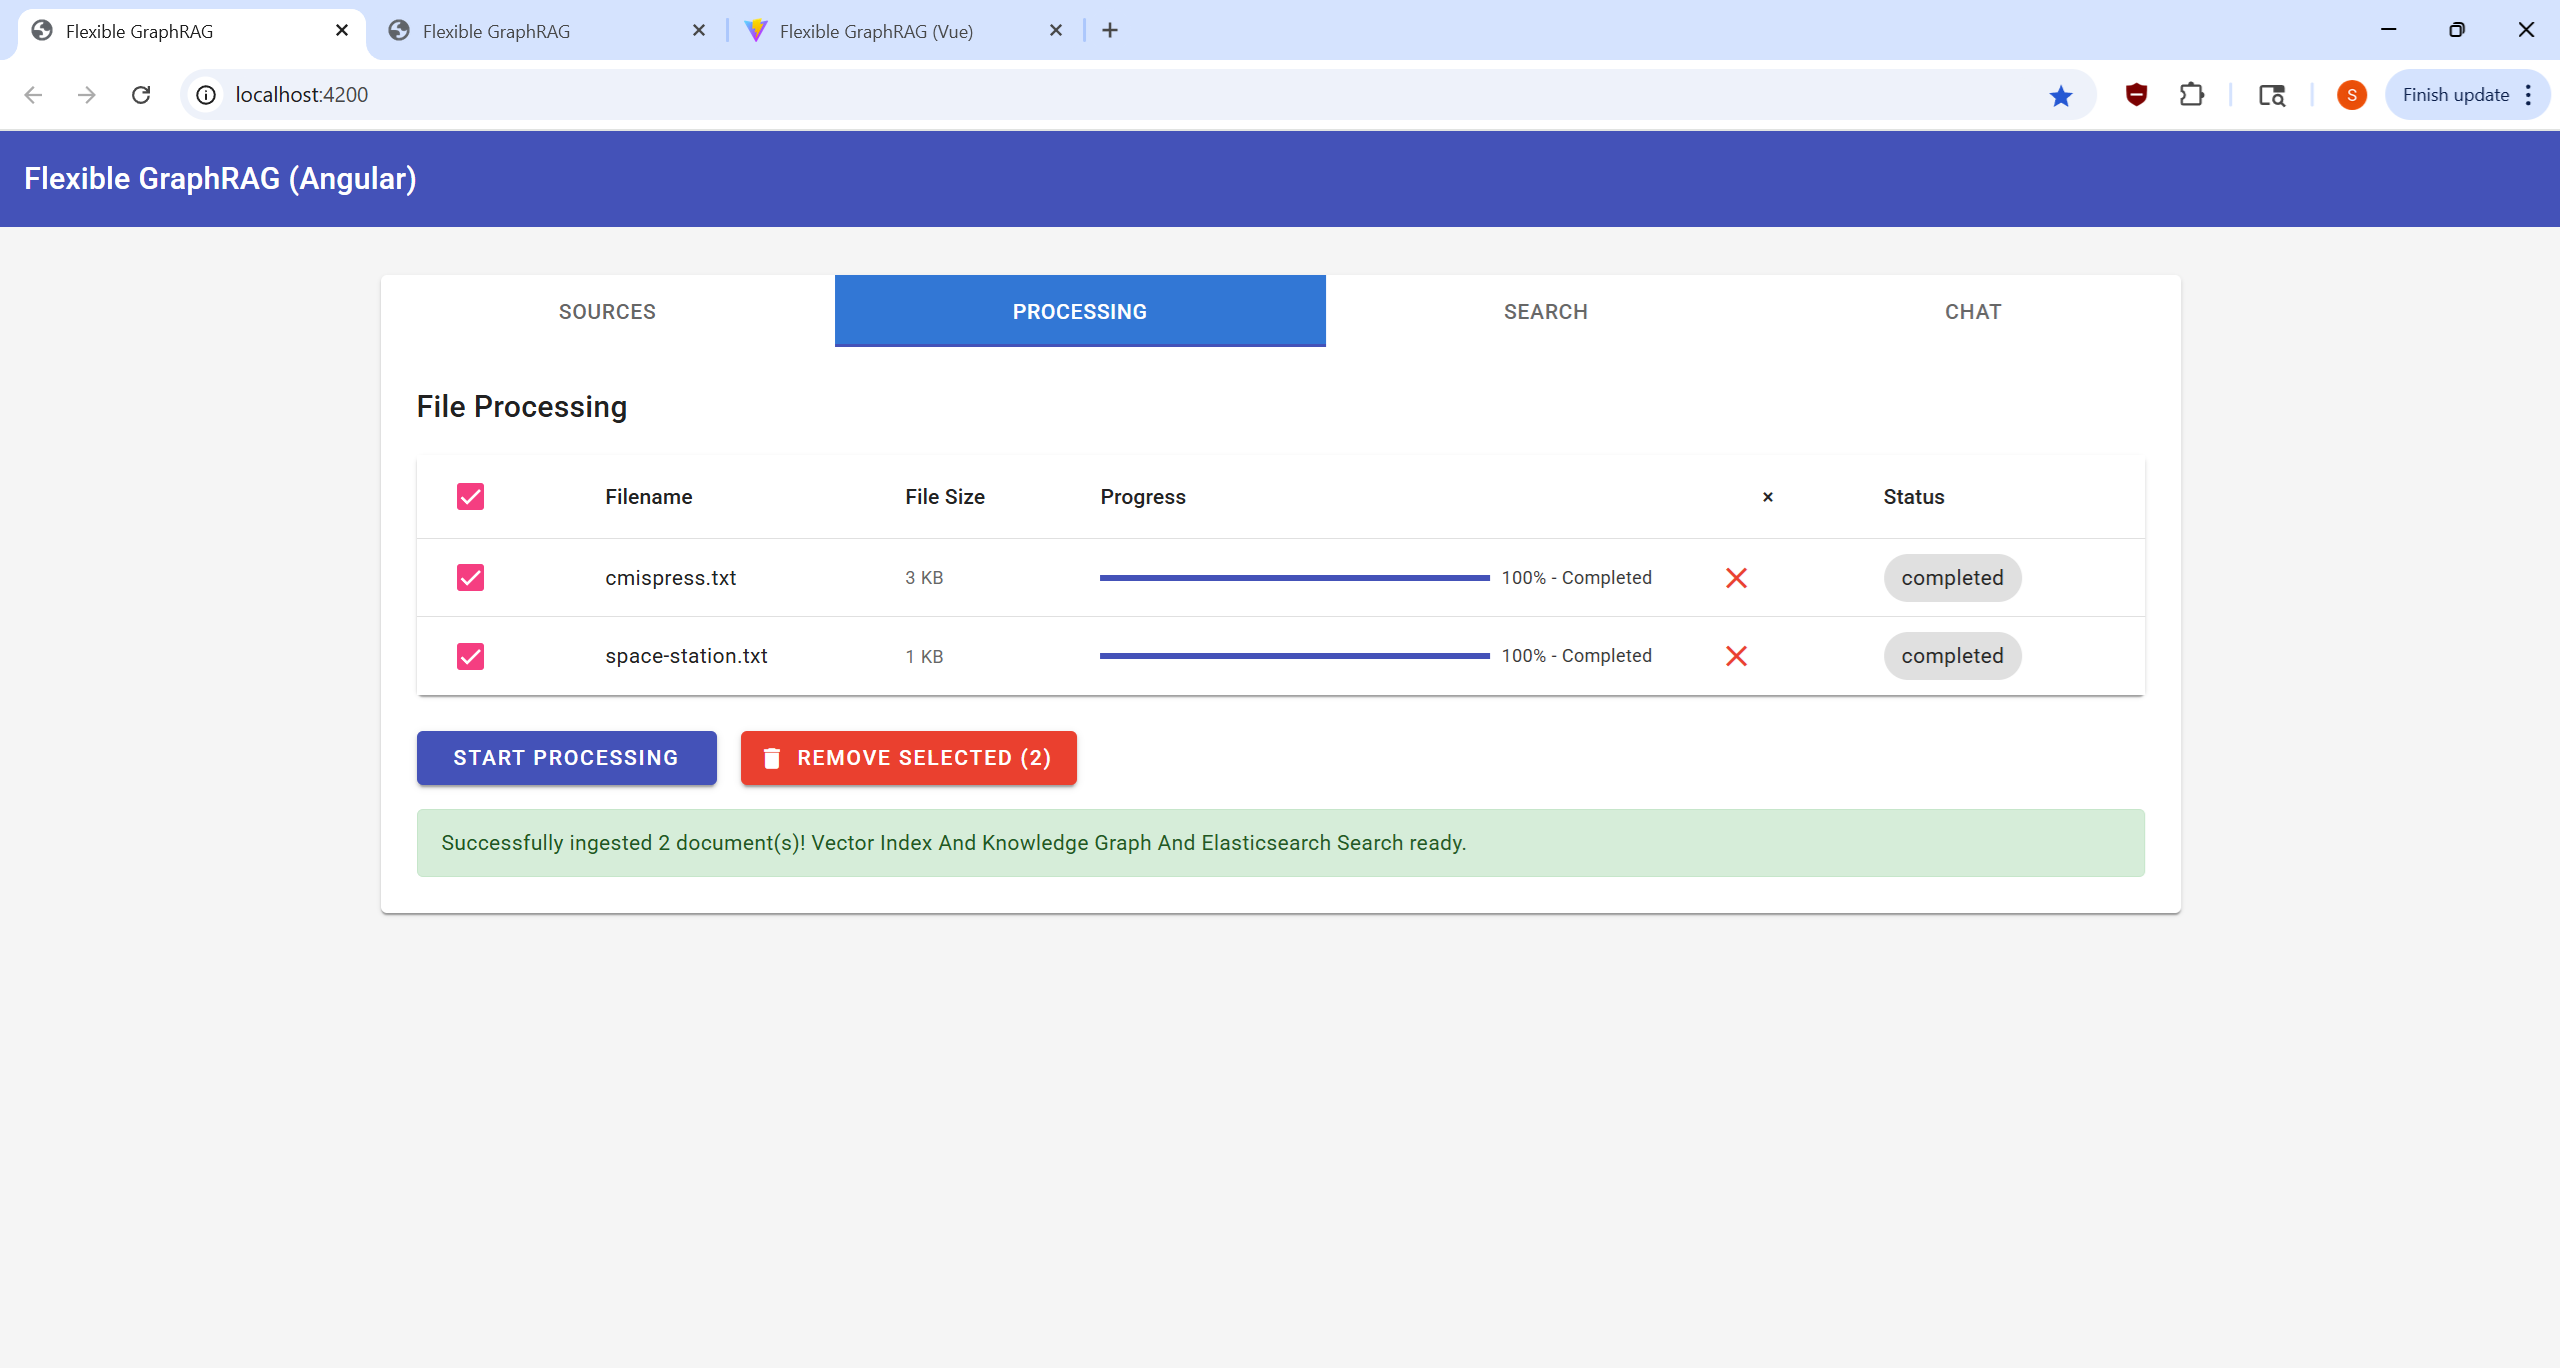 Flexible GraphRAG
Flexible GraphRAG
Flexible GraphRAG (Vue)
localhost:4200
S
Finish update
Flexible GraphRAG (Angular)
SOURCES
PROCESSING
SEARCH
CHAT
File Processing
Filename File Size Progress × Status
cmispress.txt 3 KB 100% - Completed completed
space-station.txt 1 KB 100% - Completed completed
START PROCESSING
REMOVE SELECTED (2)
Successfully ingested 2 document(s)! Vector Index And Knowledge Graph And Elasticsearch Search ready.